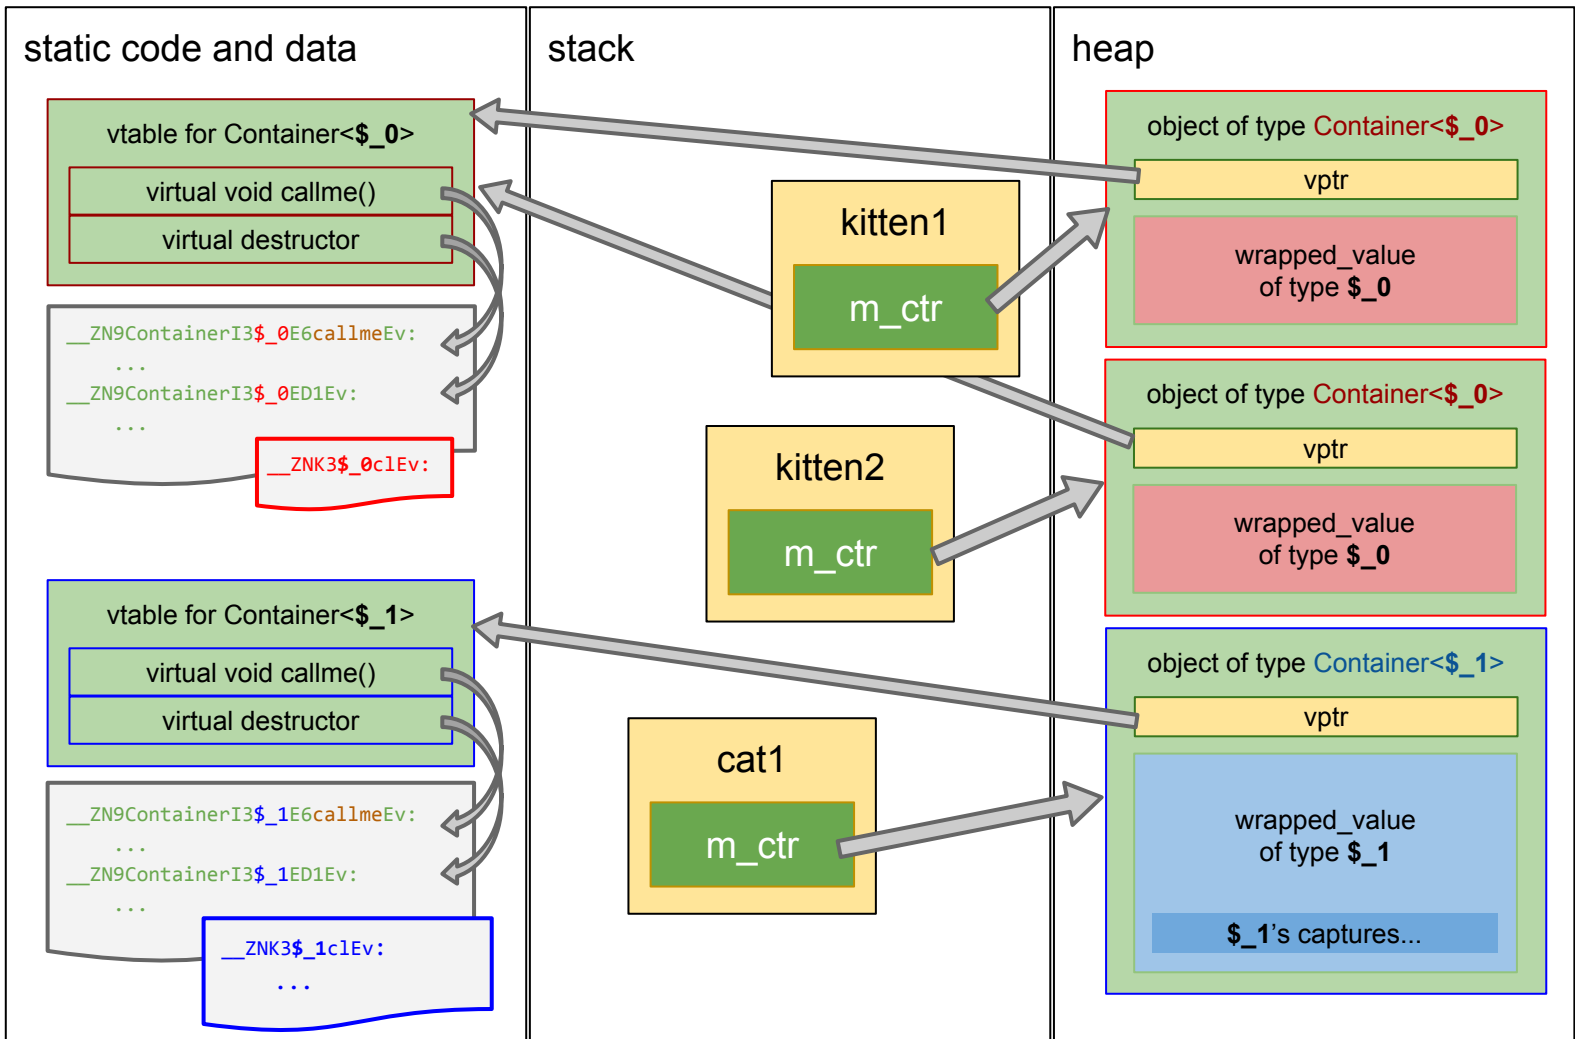 static code and data
vtable for Container<$_0>
virtual void callme()
virtual destructor
__ZN9ContainerI3$_0E6callmeEv:
...
__ZN9ContainerI3$_0ED1Ev:
...
__ZNK3$_0clEv:
vtable for Container<$_1>
virtual void callme()
virtual destructor
__ZN9ContainerI3$_1E6callmeEv:
...
__ZN9ContainerI3$_1ED1Ev:
...
__ZNK3$_1clEv:
...
stack
kitten1
m_ctr
kitten2
m_ctr
cat1
m_ctr
heap
object of type Container<$_0>
vptr
wrapped_value
of type $_0
object of type Container<$_0>
vptr
wrapped_value
of type $_0
object of type Container<$_1>
vptr
wrapped_value
of type $_1
$_1’s captures...